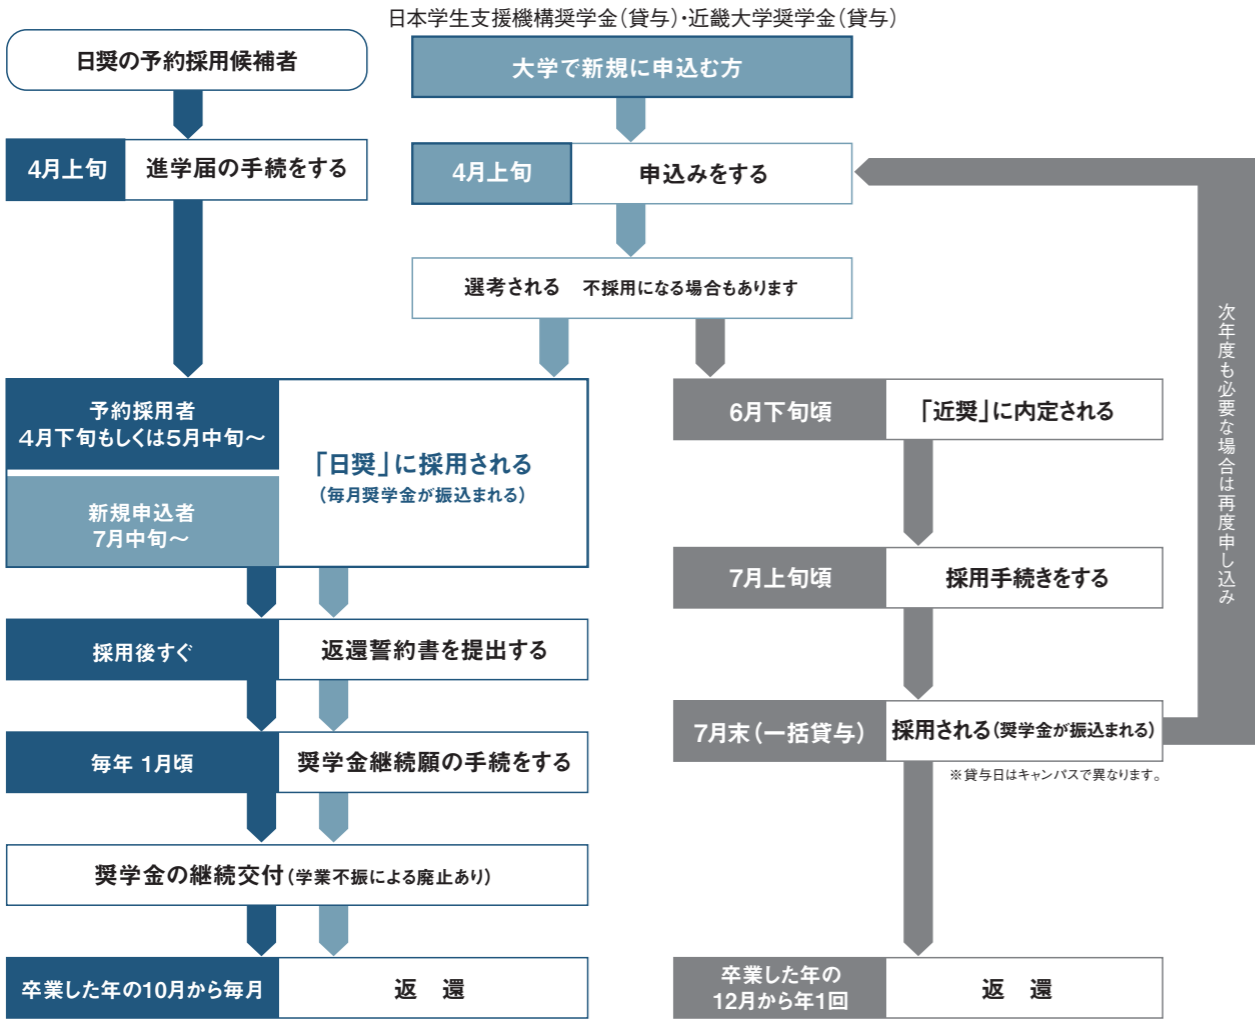 日本学生支援機構奨学金(貸与)・近畿大学奨学金(貸与)
日奨の予約採用候補者
4月上旬
進学届の手続をする
大学で新規に申込む方
4月上旬
申込みをする
選考される 不採用になる場合もあります
予約採用者
4月下旬もしくは5月中旬〜
新規申込者
7月中旬〜
「日奨」に採用される
(毎月奨学金が振込まれる)
採用後すぐ
返還誓約書を提出する
毎年 1月頃
奨学金継続願の手続をする
奨学金の継続交付(学業不振による廃止あり)
卒業した年の10月から毎月
返 還
6月下旬頃
「近奨」に内定される
7月上旬頃
採用手続きをする
7月末(一括貸与)
採用される(奨学金が振込まれる)
※貸与日はキャンパスで異なります。
卒業した年の
12月から年1回
返 還
次年度も必要な場合は再度申し込み